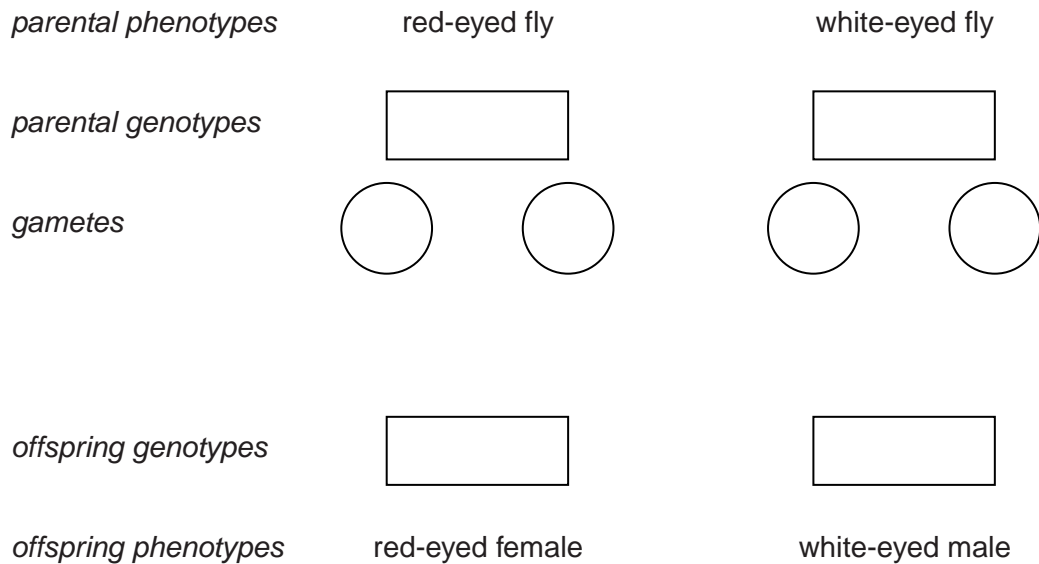 parental phenotypes red-eyed fly white-eyed fly
parental genotypes
gametes
offspring genotypes
offspring phenotypes red-eyed female white-eyed male